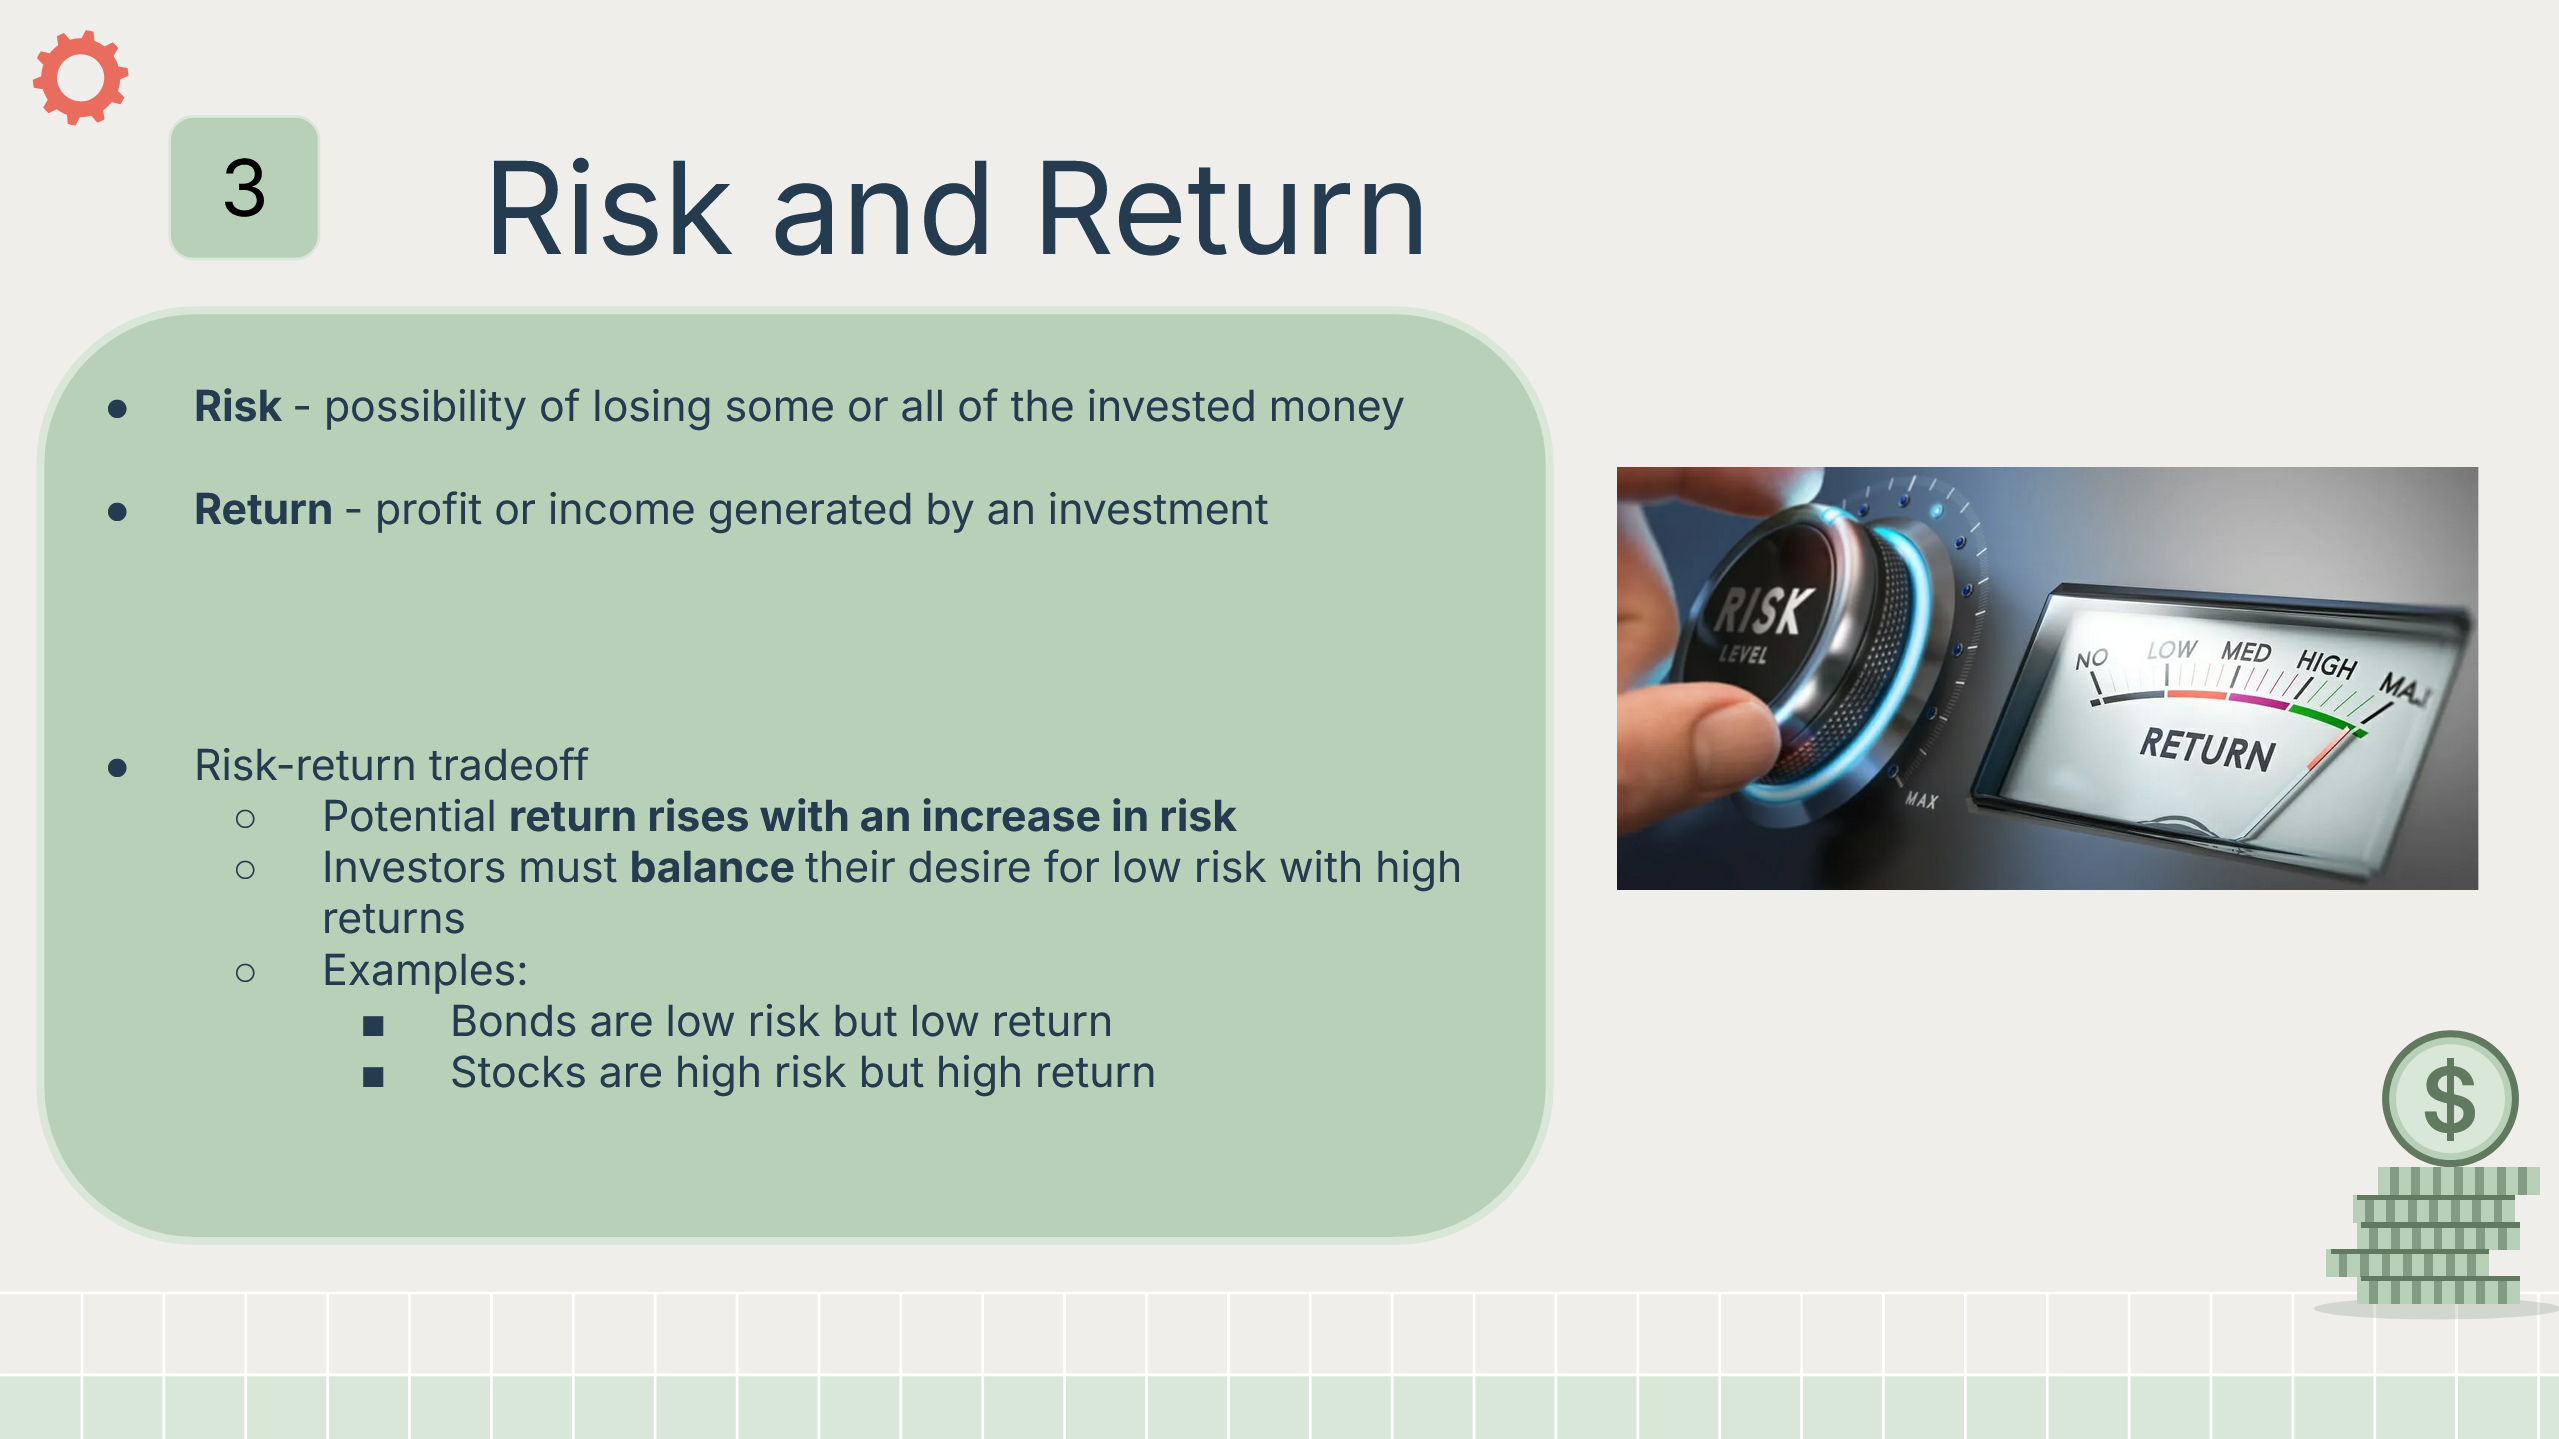 3
Risk and Return
● Risk - possibility of losing some or all of the invested money
● Return - profit or income generated by an investment
● Risk-return tradeoff
○ Potential return rises with an increase in risk
○ Investors must balance their desire for low risk with high
returns
○ Examples:
■ Bonds are low risk but low return
■ Stocks are high risk but high return
RISK
LEVEL
MAX
NO LOW MED HIGH
RETURN
$